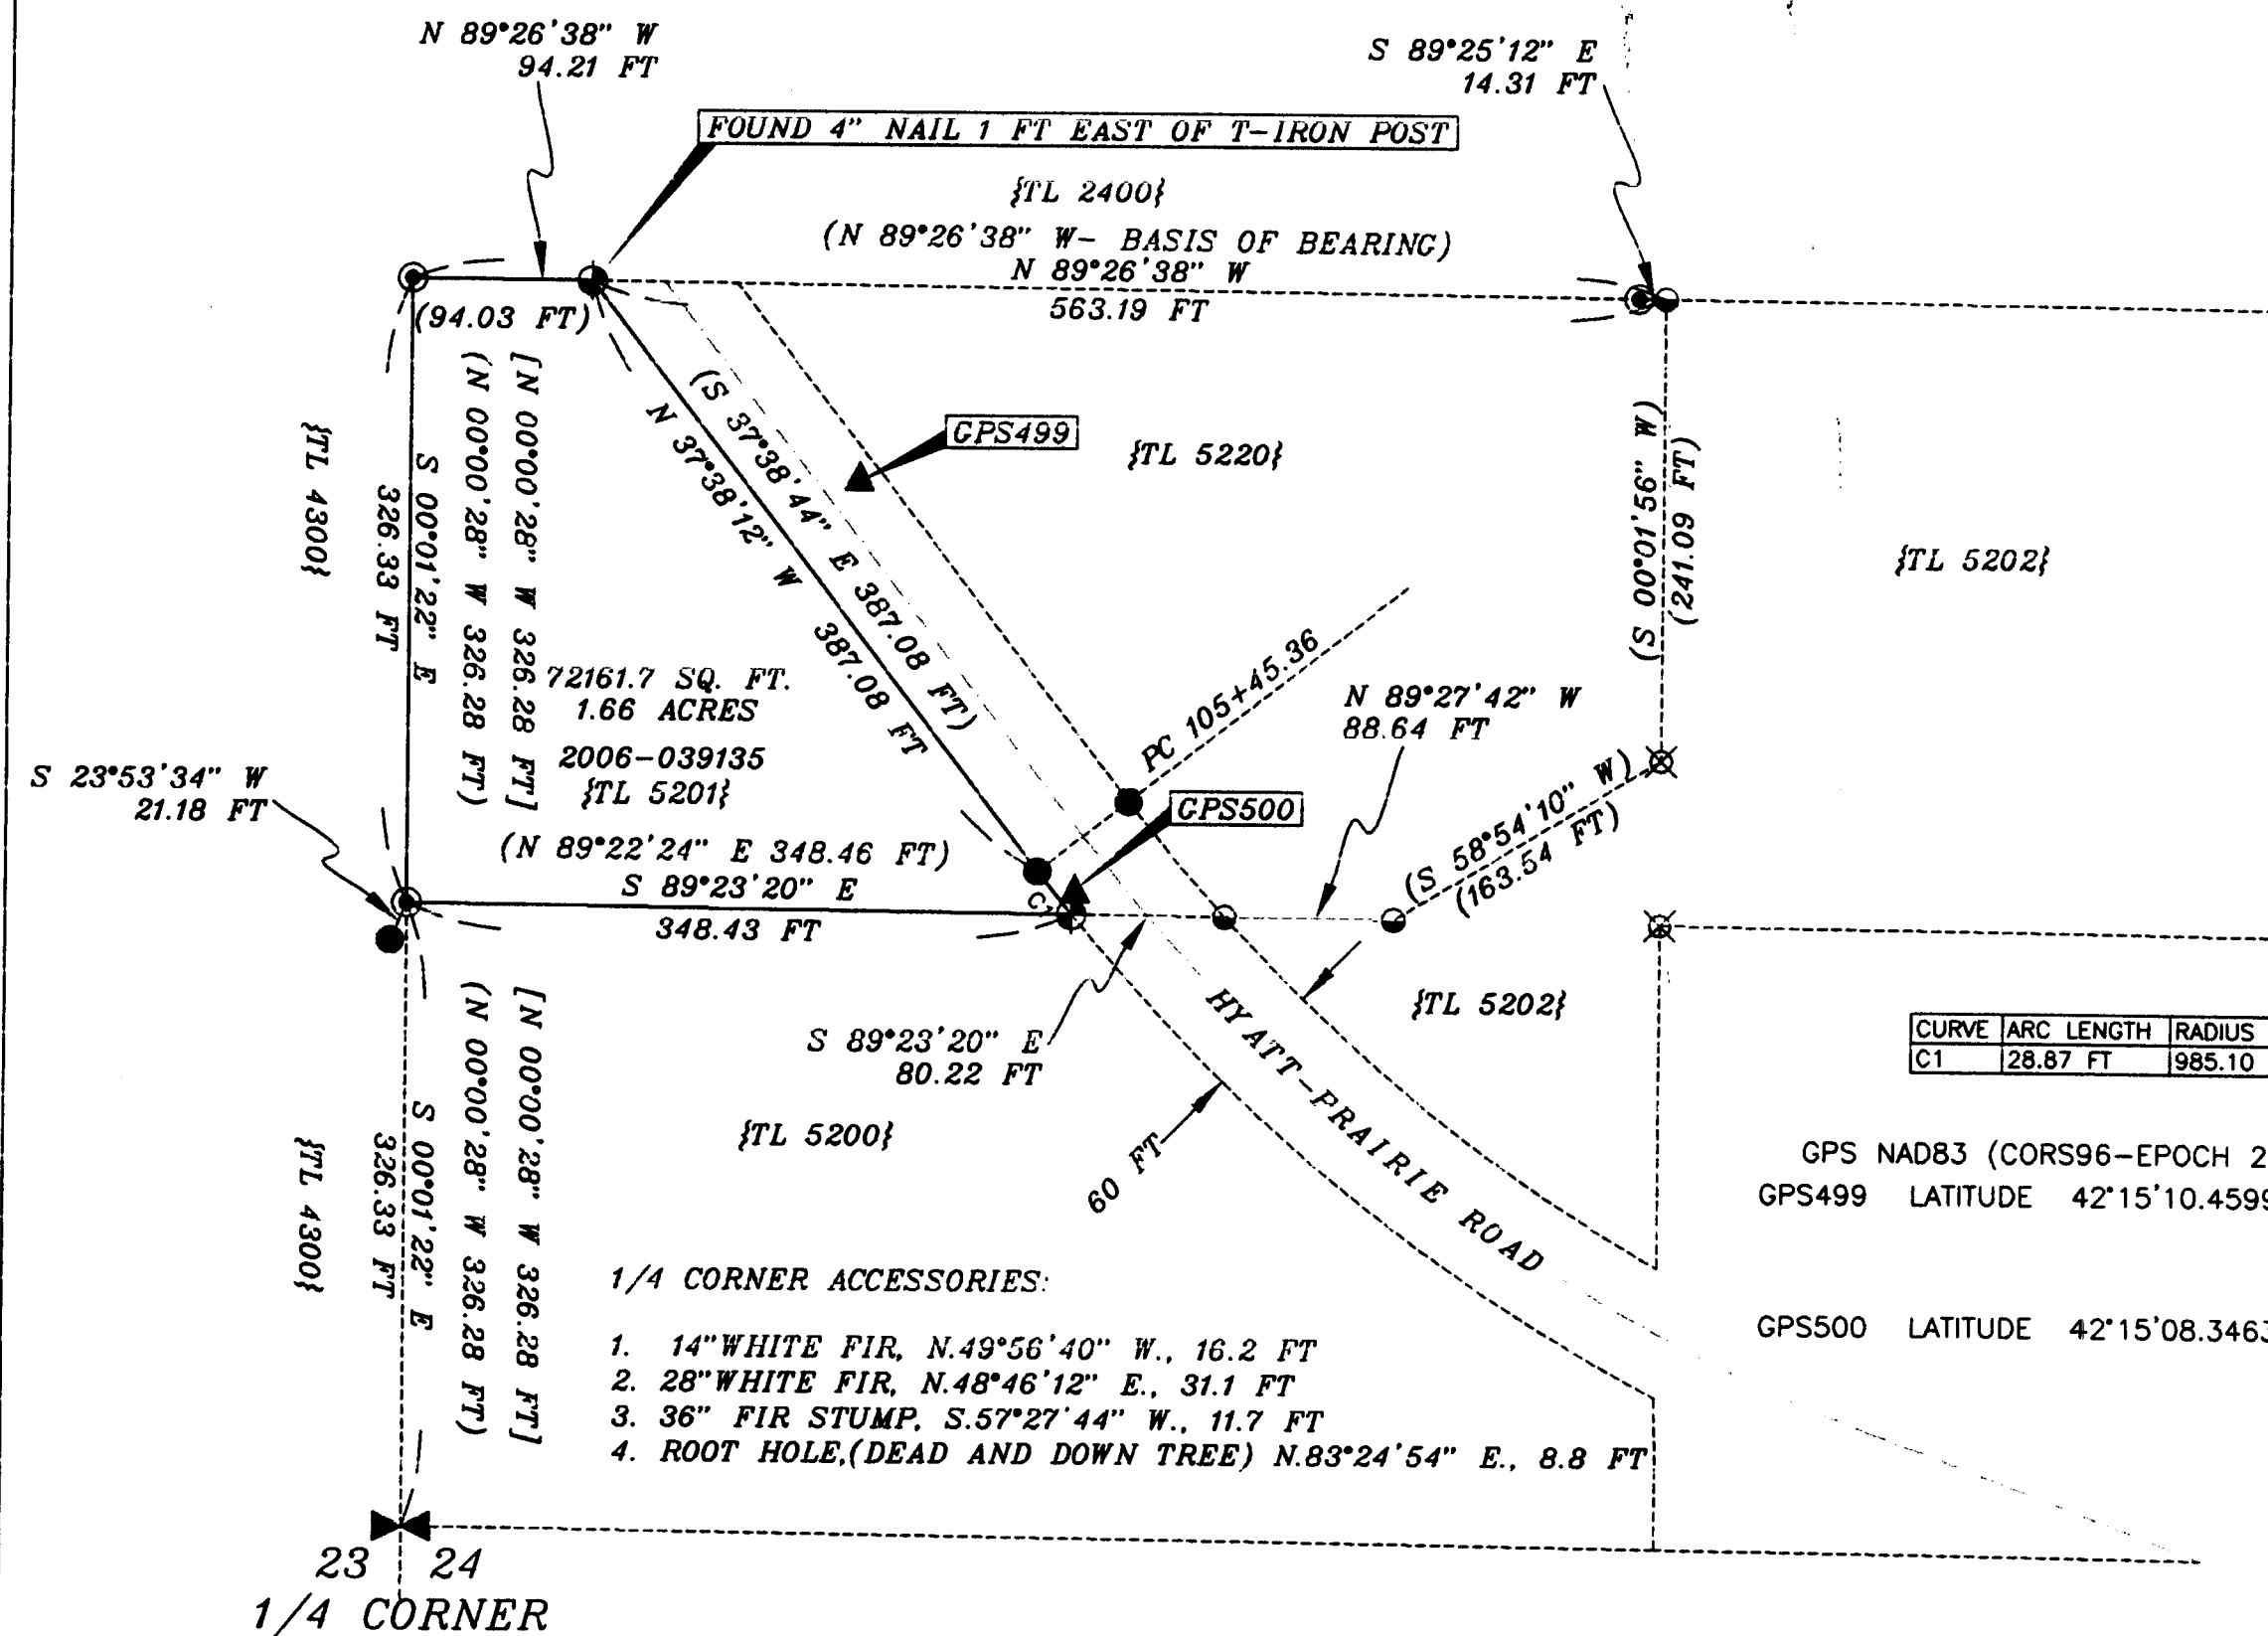 N 89°26'38" W
94.21 FT
S 89°25'12" E
14.31 FT
FOUND 4" NAIL 1 FT EAST OF T-IRON POST
{TL 2400}
(N 89°26'38" W- BASIS OF BEARING)
N 89°26'38" W
563.19 FT
(94.03 FT)
[N 00°00'28" W 326.28 FT]
(N 00°00'28" W 326.28 FT)
S 00°01'22" E
326.33 FT
{TL 4300}
(S 37°38'44" E 387.08 FT)
N 37°38'12" W 387.08 FT
GPS499
{TL 5220}
(S 00°01'56" W)
(241.09 FT)
{TL 5202}
72161.7 SQ. FT.
1.66 ACRES
2006-039135
{TL 5201}
PC 105+45.36
N 89°27'42" W
88.64 FT
S 23°53'34" W
21.18 FT
GPS500
(S 58°54'10" W)
(163.54 FT)
(N 89°22'24" E 348.46 FT)
S 89°23'20" E
348.43 FT
C1
[N 00°00'28" W 326.28 FT]
(N 00°00'28" W 326.28 FT)
S 00°01'22" E
326.33 FT
{TL 4300}
S 89°23'20" E
80.22 FT
{TL 5202}
HYATT-PRAIRIE ROAD
{TL 5200}
60 FT
CURVE ARC LENGTH RADIUS
C1 28.87 FT 985.10
GPS NAD83 (CORS96-EPOCH 2
GPS499 LATITUDE 42°15'10.4599
GPS500 LATITUDE 42°15'08.3463
1/4 CORNER ACCESSORIES:
1. 14"WHITE FIR, N.49°56'40" W., 16.2 FT
2. 28"WHITE FIR, N.48°46'12" E., 31.1 FT
3. 36" FIR STUMP, S.57°27'44" W., 11.7 FT
4. ROOT HOLE,(DEAD AND DOWN TREE) N.83°24'54" E., 8.8 FT
23 24
1/4 CORNER